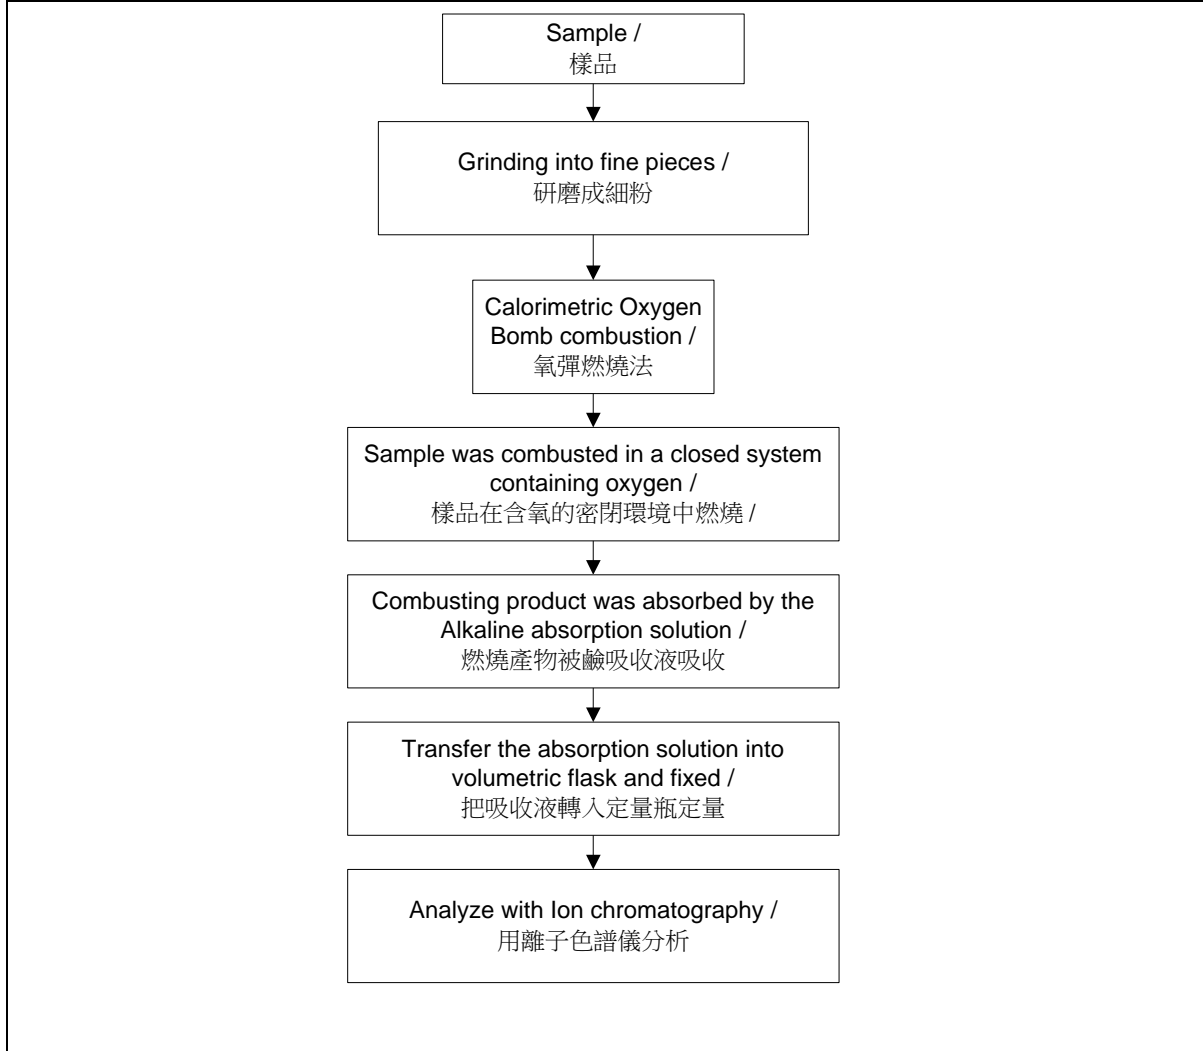 Sample /
樣品
Grinding into fine pieces /
研磨成細粉
Calorimetric Oxygen
Bomb combustion /
氧彈燃燒法
Sample was combusted in a closed system
containing oxygen /
樣品在含氧的密閉環境中燃燒 /
Combusting product was absorbed by the
Alkaline absorption solution /
燃燒產物被鹼吸收液吸收
Transfer the absorption solution into
volumetric flask and fixed /
把吸收液轉入定量瓶定量
Analyze with Ion chromatography /
用離子色譜儀分析